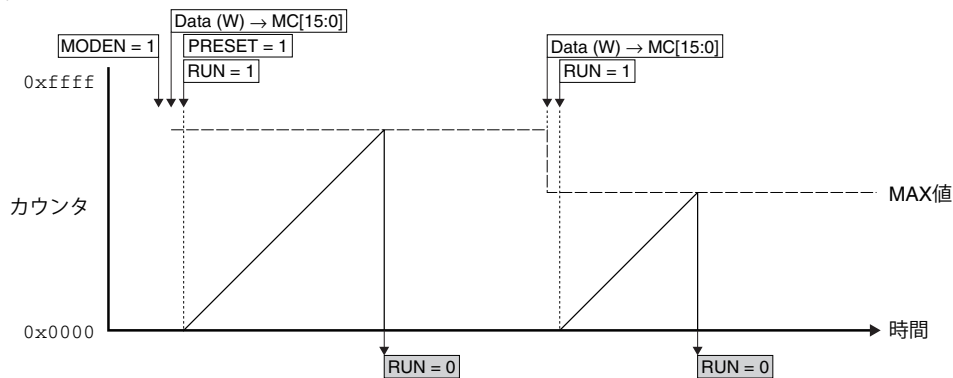 Data (W) → MC[15:0]
MODEN = 1
PRESET = 1
RUN = 1
Data (W) → MC[15:0]
RUN = 1
0xffff
カウンタ
MAX値
0x0000
時間
RUN = 0
RUN = 0